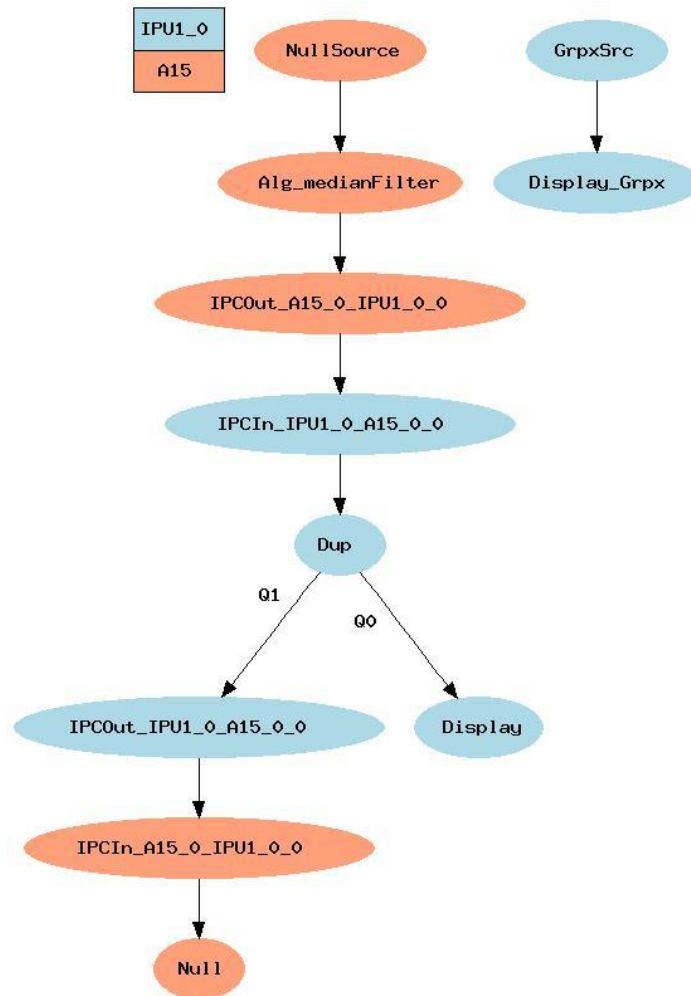 IPU1_0
A15
NullSource
GrpxSrc
Alg_medianFilter
Display_Grpx
IPCOut_A15_0_IPU1_0_0
IPCIn_IPU1_0_A15_0_0
Dup
Q1
Q0
IPCOut_IPU1_0_A15_0_0
Display
IPCIn_A15_0_IPU1_0_0
Null